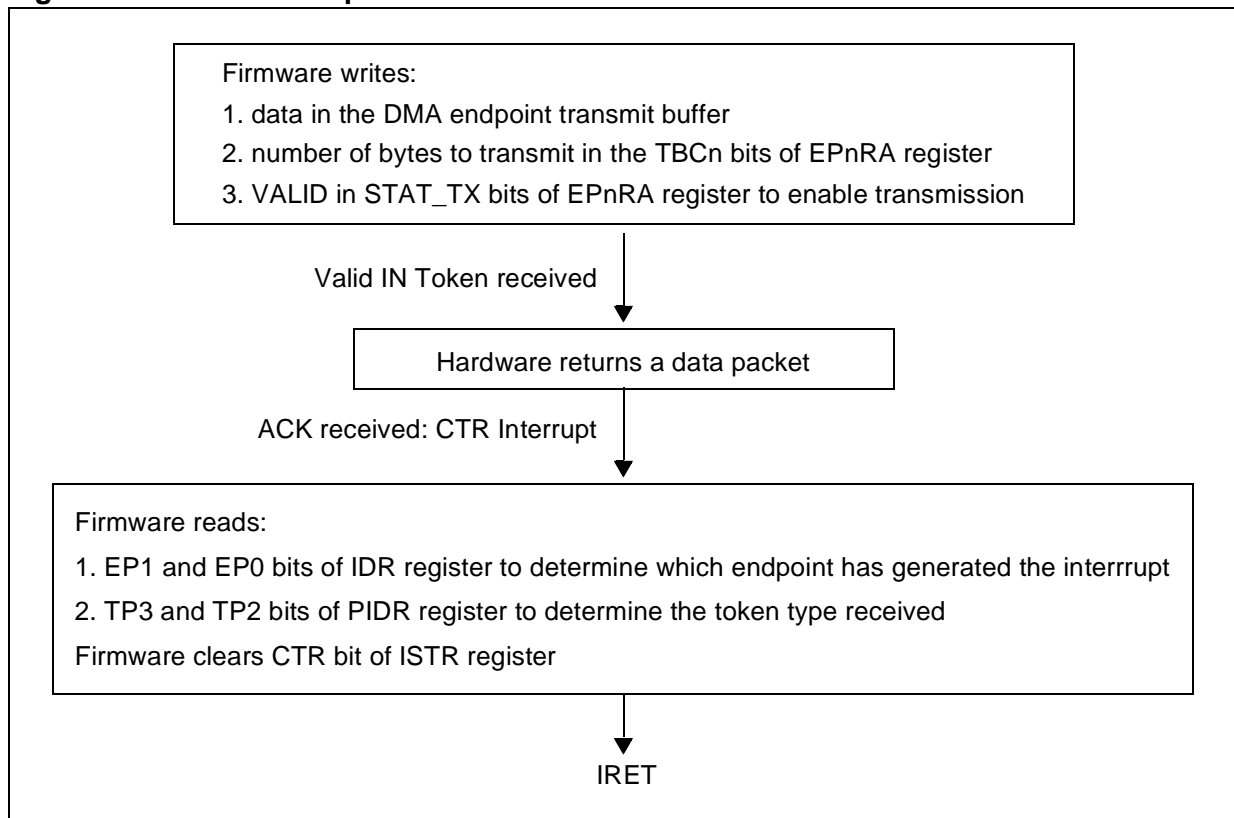 Firmware writes:
1. data in the DMA endpoint transmit buffer
2. number of bytes to transmit in the TBCn bits of EPnRA register
3. VALID in STAT_TX bits of EPnRA register to enable transmission
Valid IN Token received
Hardware returns a data packet
ACK received: CTR Interrupt
Firmware reads:
1. EP1 and EP0 bits of IDR register to determine which endpoint has generated the interrrupt
2. TP3 and TP2 bits of PIDR register to determine the token type received
Firmware clears CTR bit of ISTR register
IRET